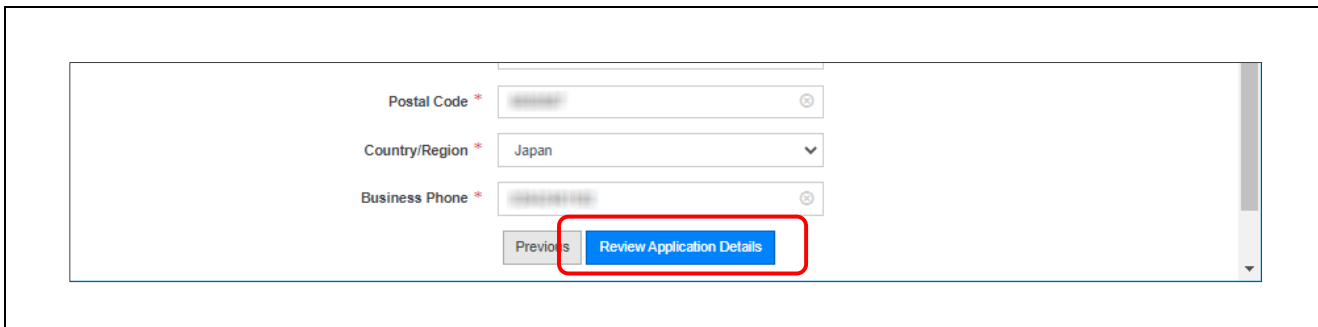 Postal Code *
Country/Region * Japan
Business Phone *
Previous Review Application Details